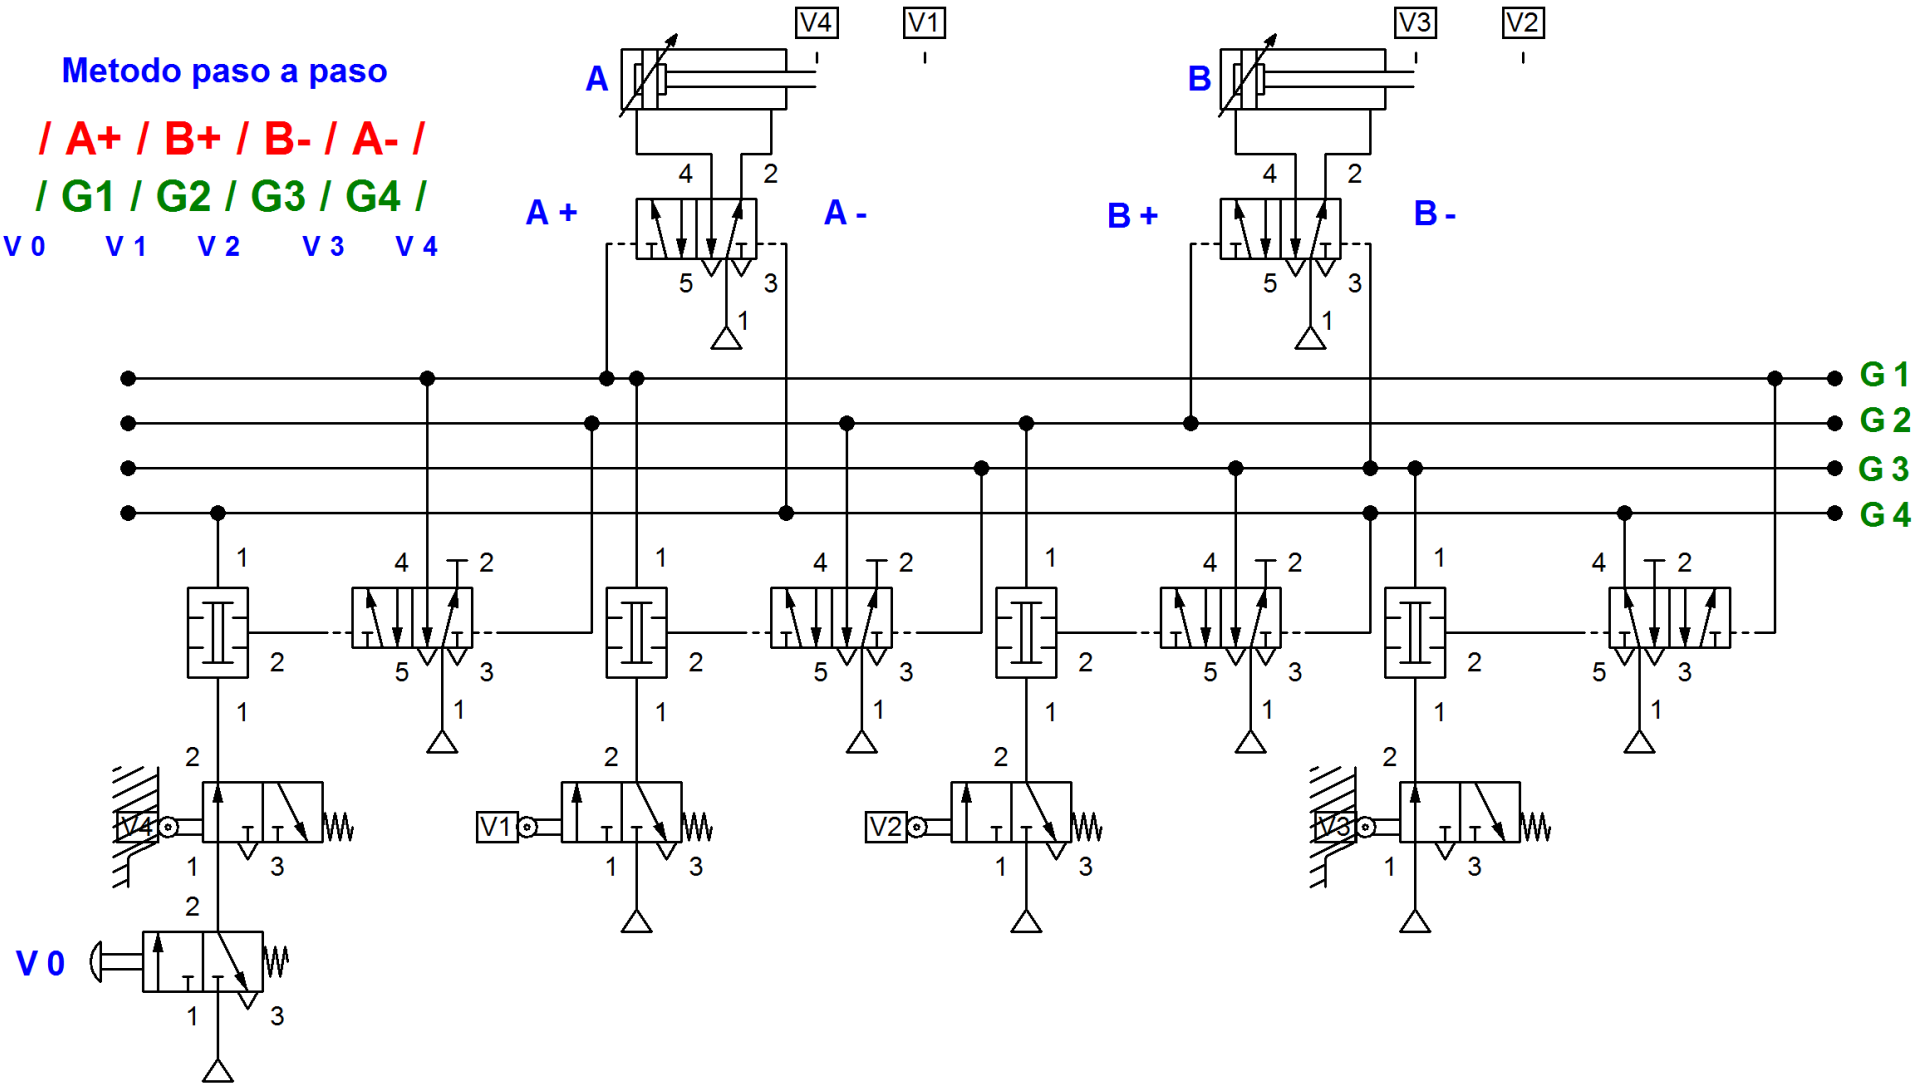 V4 V1 V3 V2
Metodo paso a paso
A B
/ A+ / B+ / B- / A- /
/ G1 / G2 / G3 / G4 /
V 0 V 1 V 2 V 3 V 4
4 2 4 2
A + A - B + B -
5 3 5 3
1 1
G 1
G 2
G 3
G 4
1 4 2 1 4 2 1 4 2 1 4 2
2 5 3 2 5 3 2 5 3 2 5 3
1 1 1 1 1 1 1 1
2 2 2 2
V4 V1 V2 V3
1 3 1 3 1 3 1 3
2
V 0
1 3